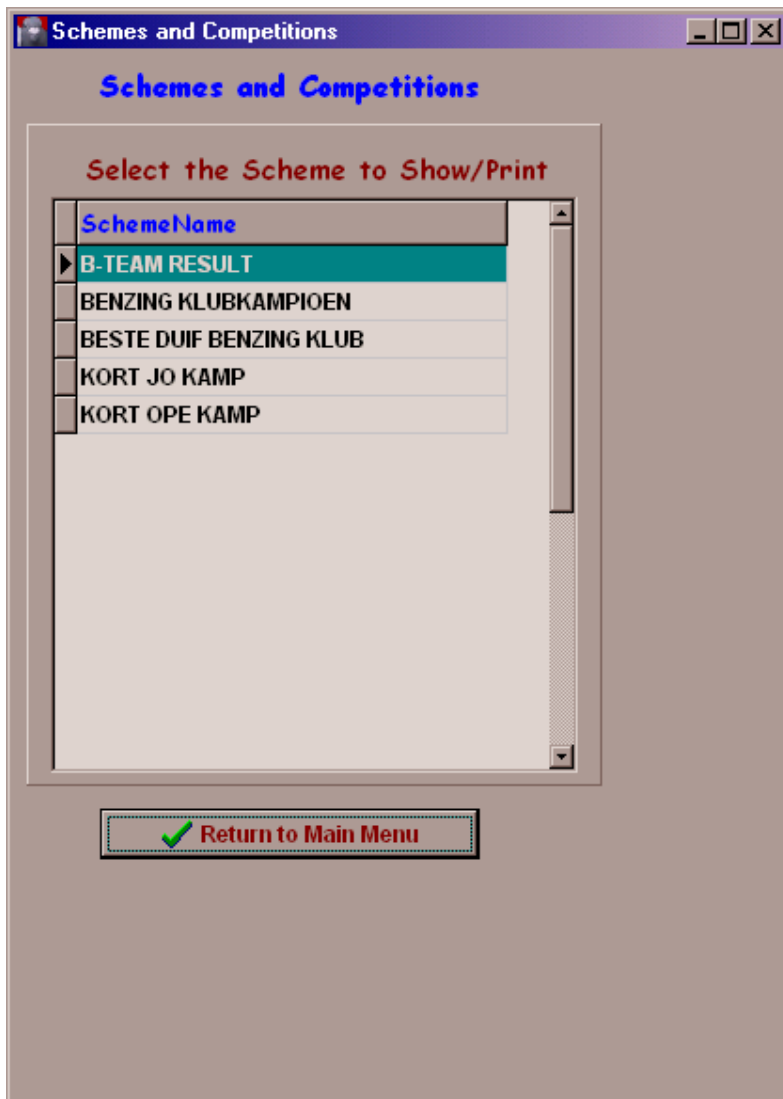 Schemes and Competitions
Schemes and Competitions
Select the Scheme to Show/Print
SchemeName
B-TEAM RESULT
BENZING KLUBKAMPIOEN
BESTE DUIF BENZING KLUB
KORT JO KAMP
KORT OPE KAMP
Return to Main Menu